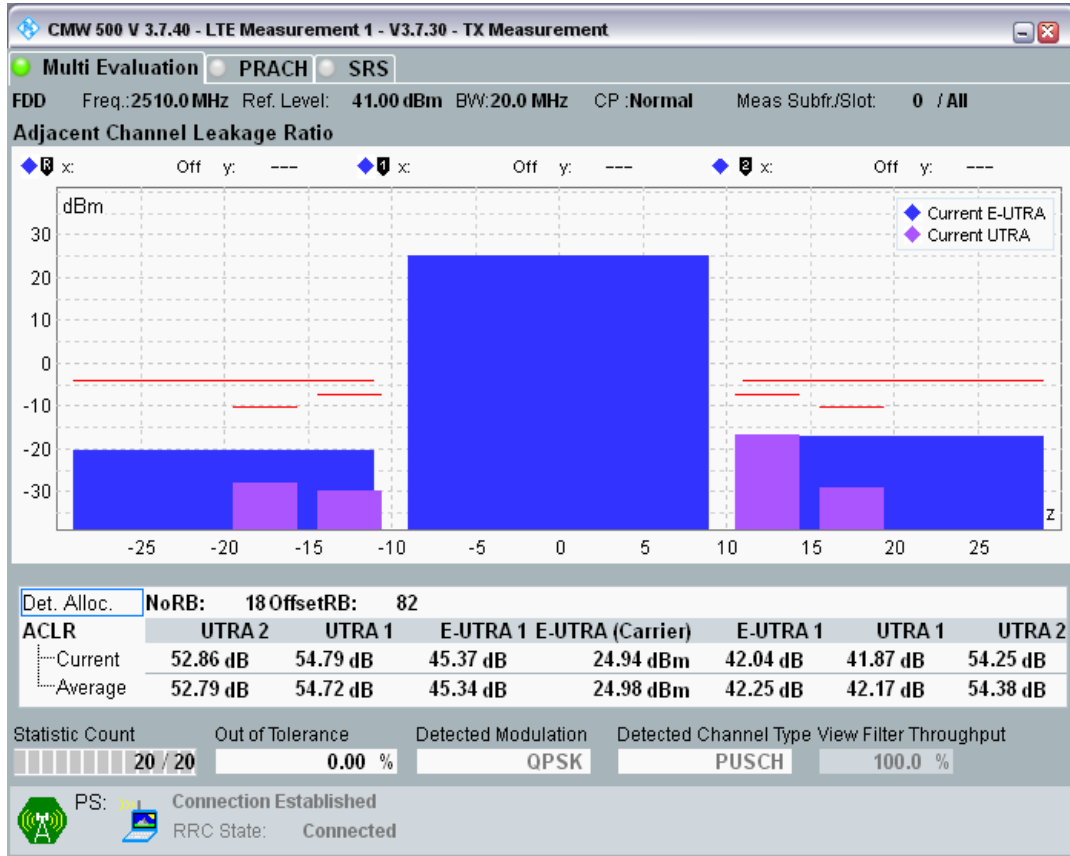 CMW 500 V 3.7.40 - LTE Measurement 1 - V3.7.30 - TX Measurement
Multi Evaluation PRACH SRS
FDD Freq.:2510.0 MHz Ref. Level: 41.00 dBm BW:20.0 MHz CP :Normal Meas Subfr./Slot: 0 / All
Adjacent Channel Leakage Ratio
R x: Off y: --- 1 x: Off y: --- 2 x: Off y: ---
dBm
Current E-UTRA
Current UTRA
30
20
10
0
-10
-20
-30
z
-25 -20 -15 -10 -5 0 5 10 15 20 25
Det. Alloc. NoRB: 18 OffsetRB: 82
ACLR UTRA 2 UTRA 1 E-UTRA 1 E-UTRA (Carrier) E-UTRA 1 UTRA 1 UTRA 2
Current 52.86 dB 54.79 dB 45.37 dB 24.94 dBm 42.04 dB 41.87 dB 54.25 dB
Average 52.79 dB 54.72 dB 45.34 dB 24.98 dBm 42.25 dB 42.17 dB 54.38 dB
Statistic Count Out of Tolerance Detected Modulation Detected Channel Type View Filter Throughput
20 / 20 0.00 % QPSK PUSCH 100.0 %
PS: Connection Established
RRC State: Connected